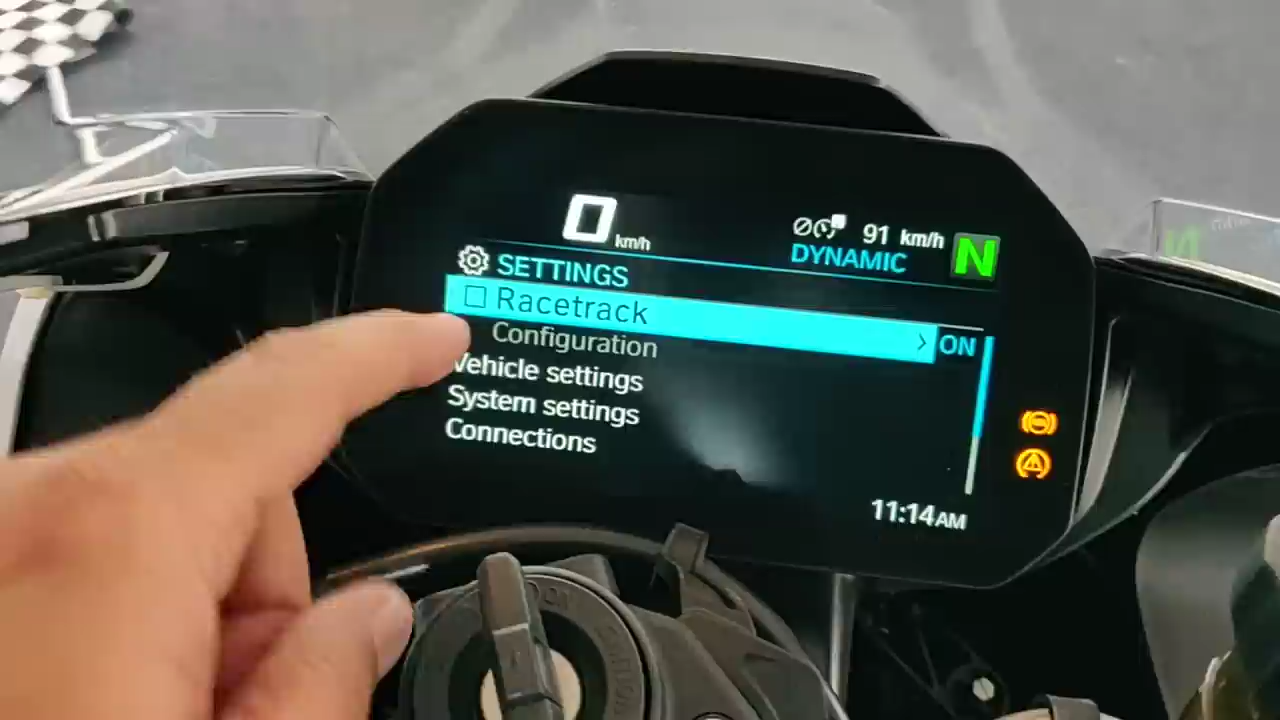 0 km/h
91 km/h
DYNAMIC
N
SETTINGS
Racetrack
ON
Configuration
Vehicle settings
System settings
Connections
11:14AM